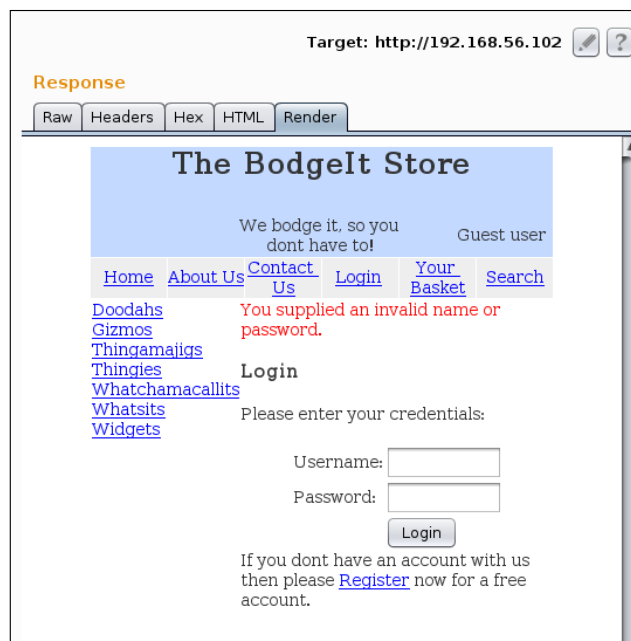 Target: http://192.168.56.102
?
Response
Raw Headers Hex HTML Render
The BodgeIt Store
We bodge it, so you
dont have to!
Guest user
Home About Us Contact Us Login Your Basket Search
Doodahs
Gizmos
Thingamajigs
Thingies
Whatchamacallits
Whatsits
Widgets
You supplied an invalid name or
password.
Login
Please enter your credentials:
Username:
Password:
Login
If you dont have an account with us
then please Register now for a free
account.